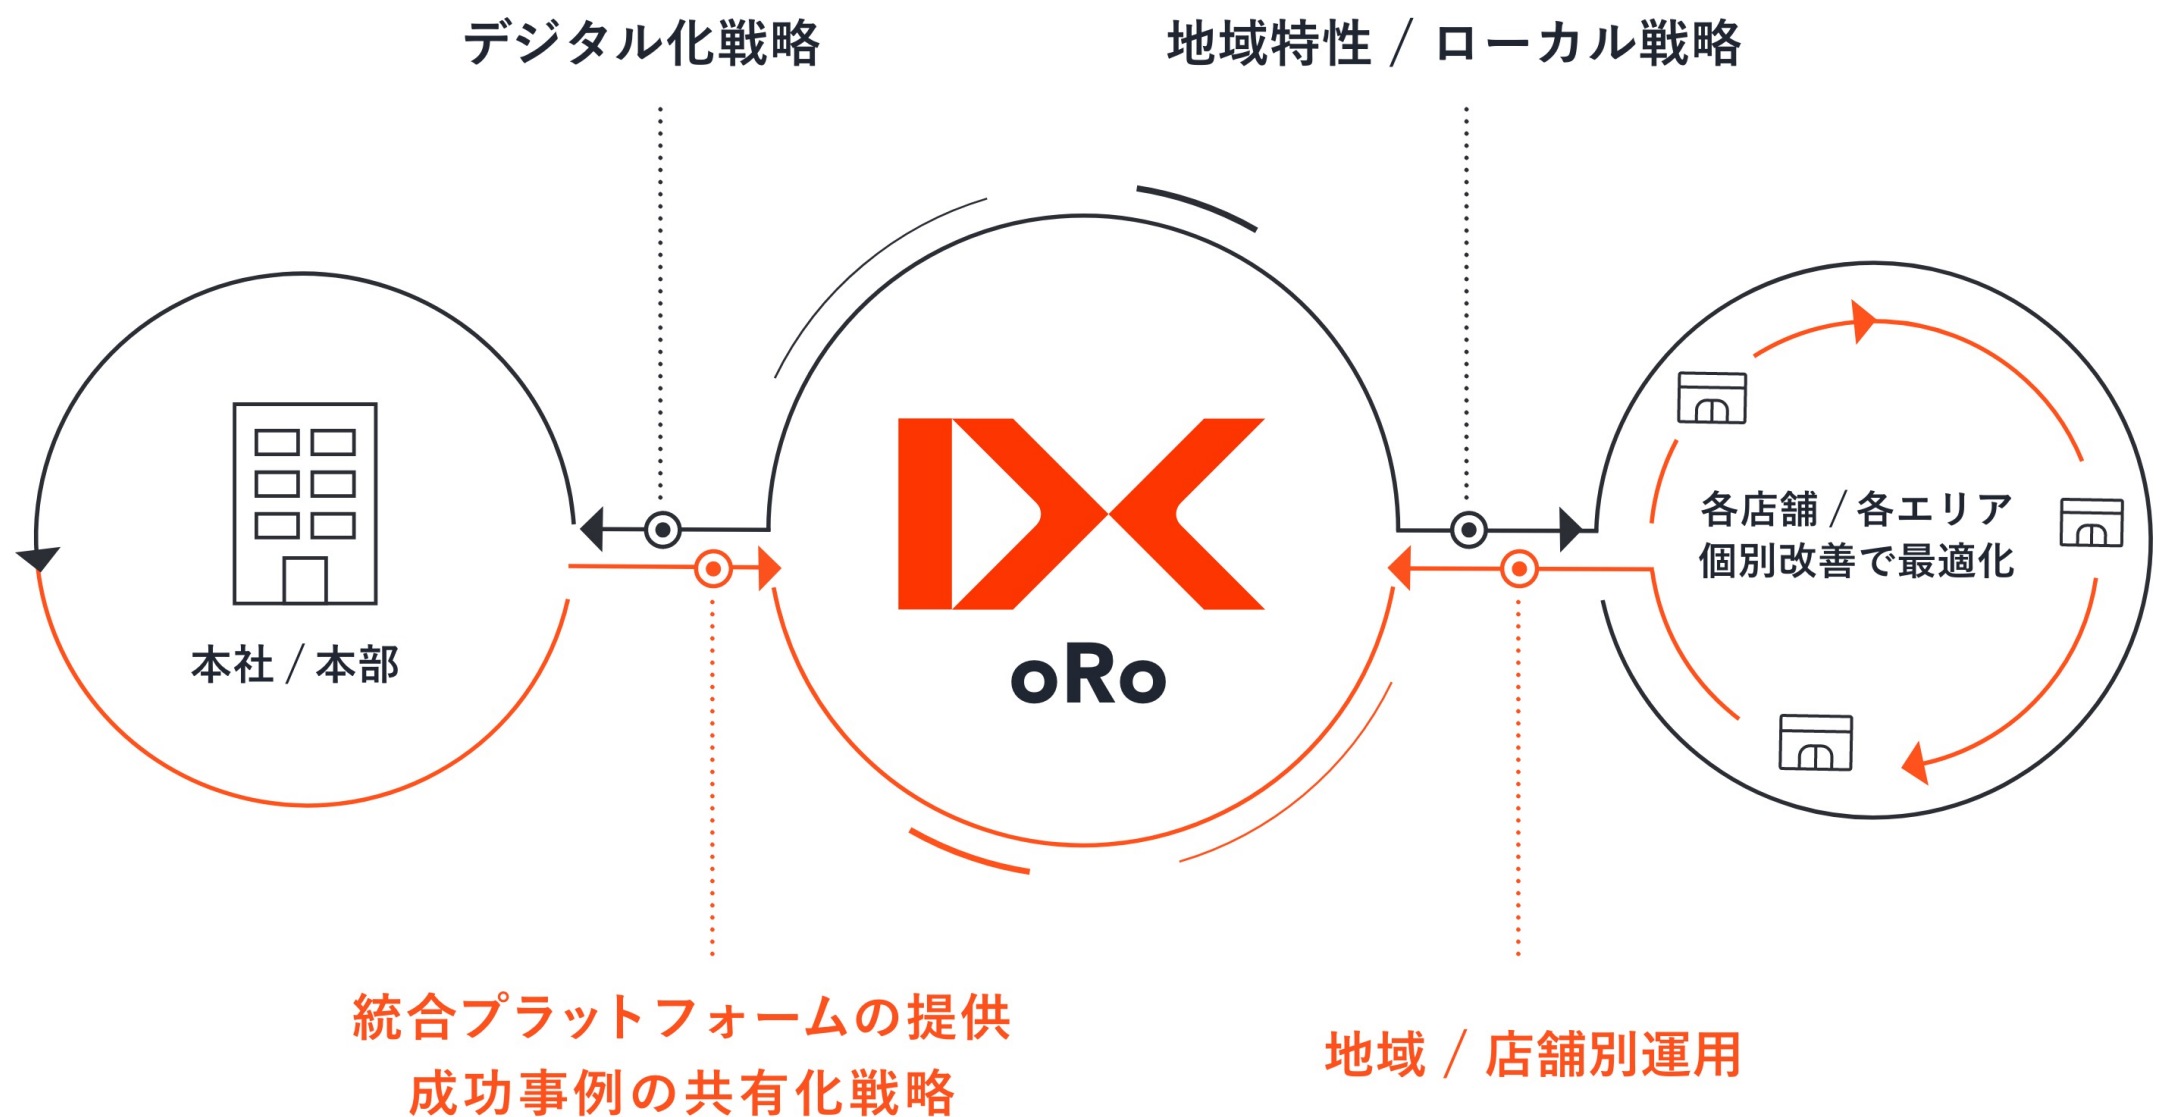 デジタル化戦略
地域特性 / ローカル戦略
本社 / 本部
DX
oRo
各店舗 / 各エリア
個別改善で最適化
統合プラットフォームの提供
成功事例の共有化戦略
地域 / 店舗別運用